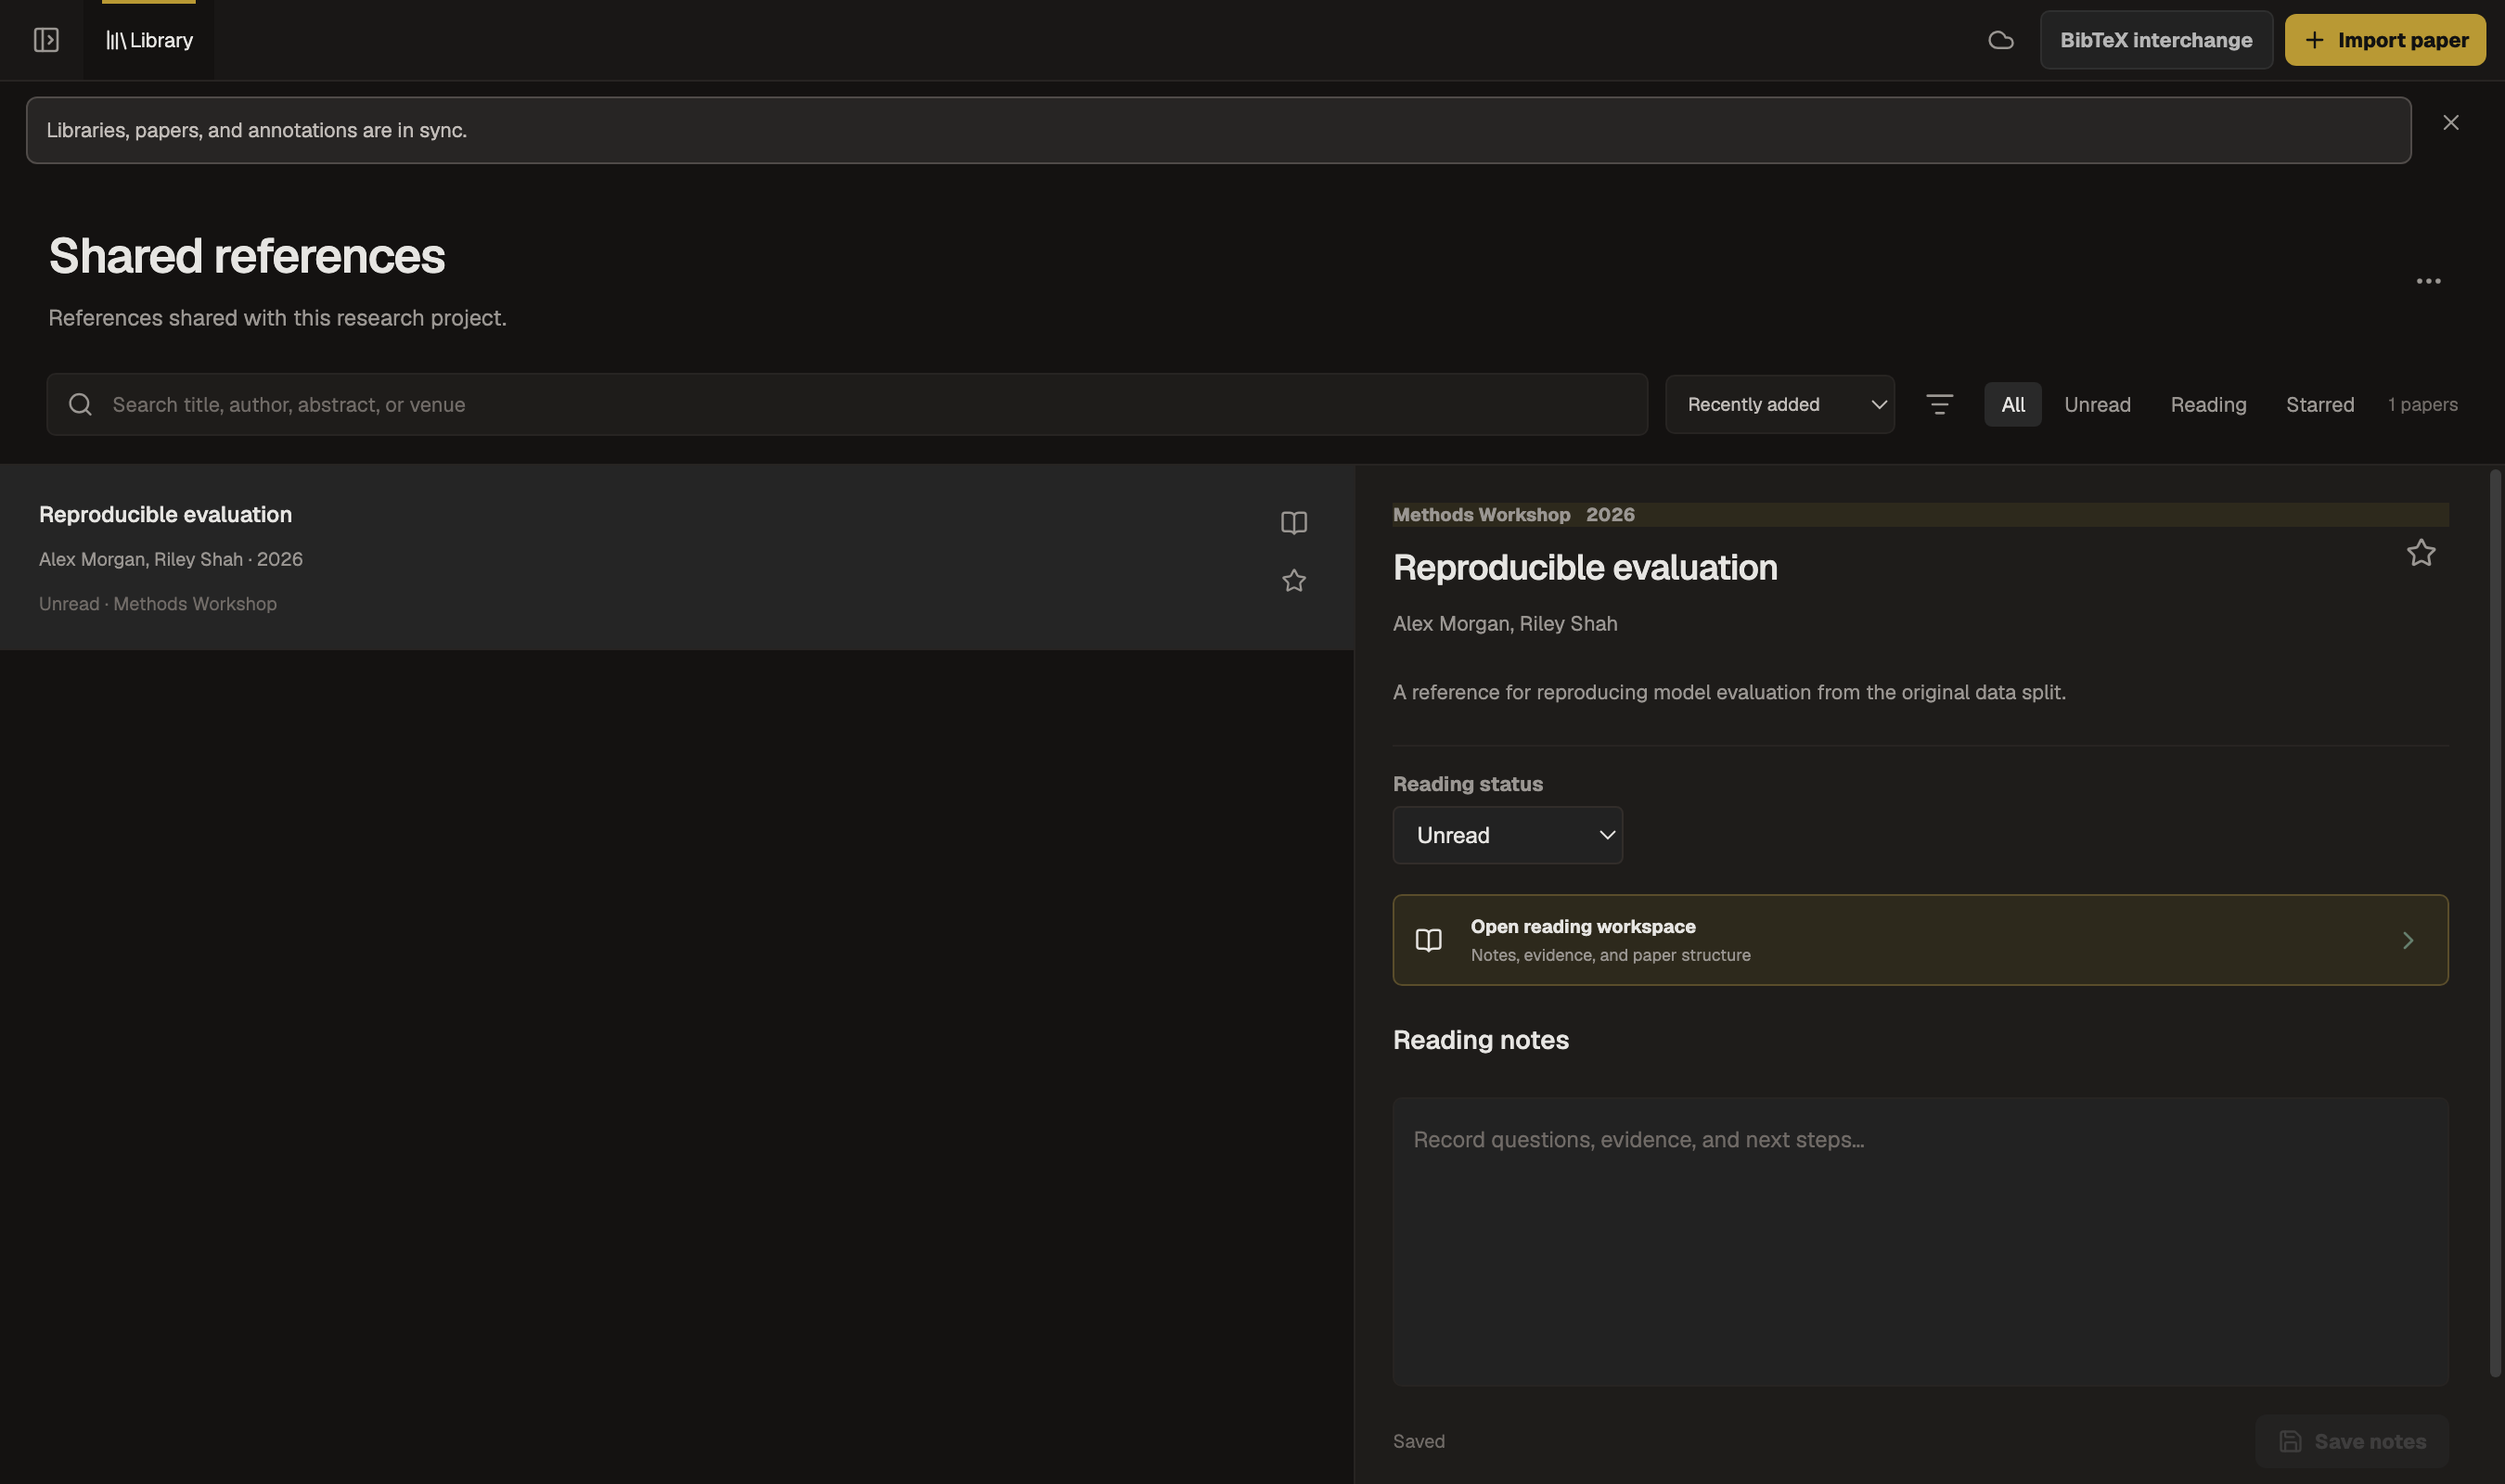 Library
BibTeX interchange
Import paper
Libraries, papers, and annotations are in sync.
Shared references
References shared with this research project.
Search title, author, abstract, or venue
Recently added
All
Unread
Reading
Starred
1 papers
Reproducible evaluation
Alex Morgan, Riley Shah · 2026
Unread · Methods Workshop
Methods Workshop 2026
Reproducible evaluation
Alex Morgan, Riley Shah
A reference for reproducing model evaluation from the original data split.
Reading status
Unread
Open reading workspace
Notes, evidence, and paper structure
Reading notes
Record questions, evidence, and next steps...
Saved
Save notes